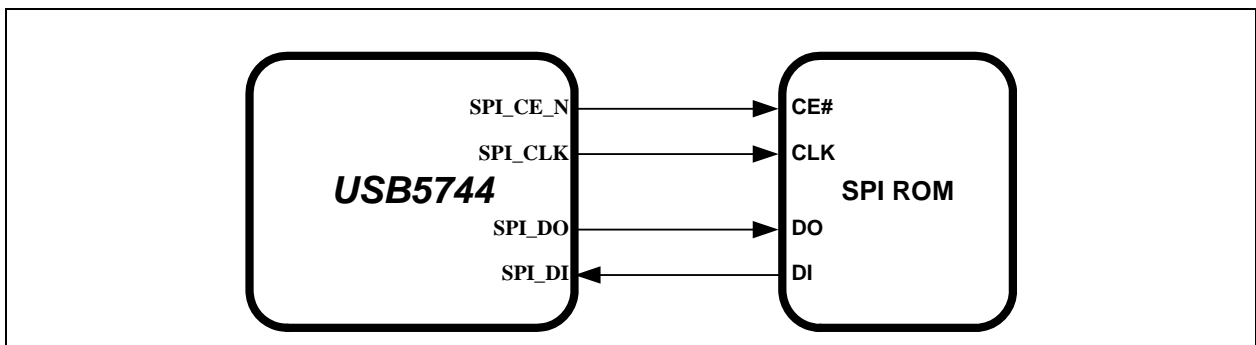 SPI_CE_N CE#
SPI_CLK CLK
USB5744 SPI ROM
SPI_DO DO
SPI_DI DI